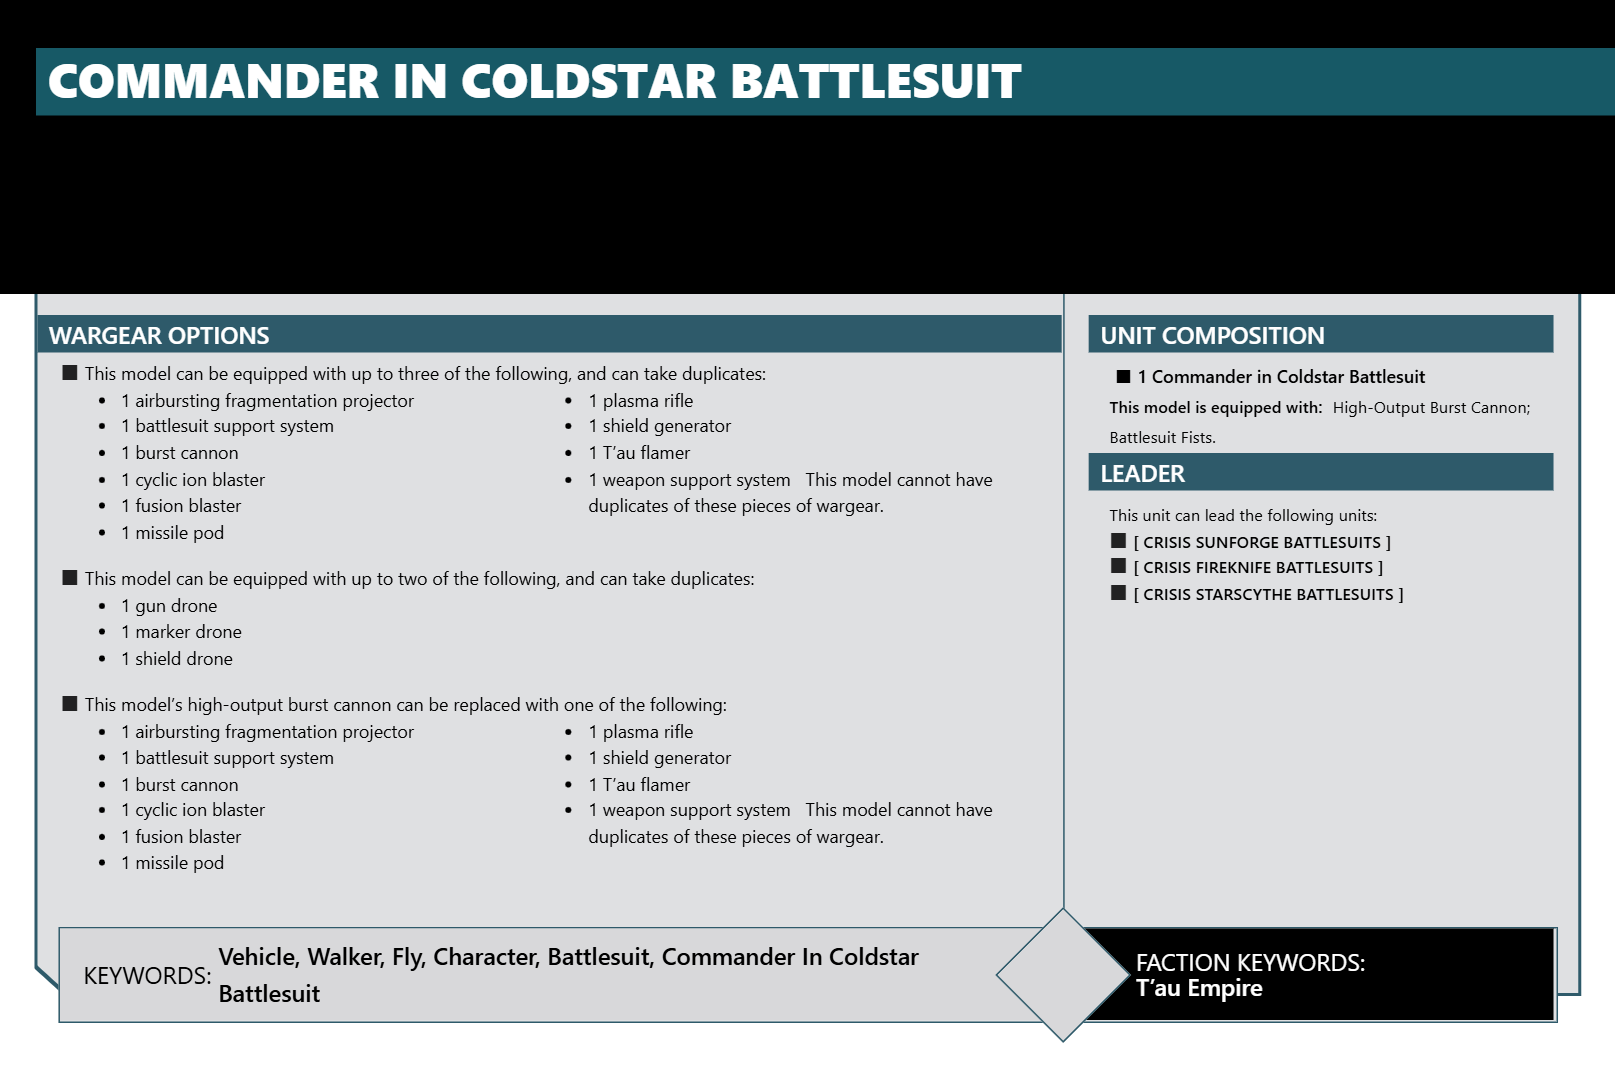 COMMANDER IN COLDSTAR BATTLESUIT
WARGEAR OPTIONS
This model can be equipped with up to three of the following, and can take duplicates:
• 1 airbursting fragmentation projector
• 1 battlesuit support system
• 1 burst cannon
• 1 cyclic ion blaster
• 1 fusion blaster
• 1 missile pod
• 1 plasma rifle
• 1 shield generator
• 1 T’au flamer
• 1 weapon support system This model cannot have
duplicates of these pieces of wargear.
This model can be equipped with up to two of the following, and can take duplicates:
• 1 gun drone
• 1 marker drone
• 1 shield drone
This model’s high-output burst cannon can be replaced with one of the following:
• 1 airbursting fragmentation projector
• 1 battlesuit support system
• 1 burst cannon
• 1 cyclic ion blaster
• 1 fusion blaster
• 1 missile pod
• 1 plasma rifle
• 1 shield generator
• 1 T’au flamer
• 1 weapon support system This model cannot have
duplicates of these pieces of wargear.
UNIT COMPOSITION
■ 1 Commander in Coldstar Battlesuit
This model is equipped with: High-Output Burst Cannon;
Battlesuit Fists.
LEADER
This unit can lead the following units:
■ [ CRISIS SUNFORGE BATTLESUITS ]
■ [ CRISIS FIREKNIFE BATTLESUITS ]
■ [ CRISIS STARSCYTHE BATTLESUITS ]
KEYWORDS:
Vehicle, Walker, Fly, Character, Battlesuit, Commander In Coldstar
Battlesuit
FACTION KEYWORDS:
T’au Empire